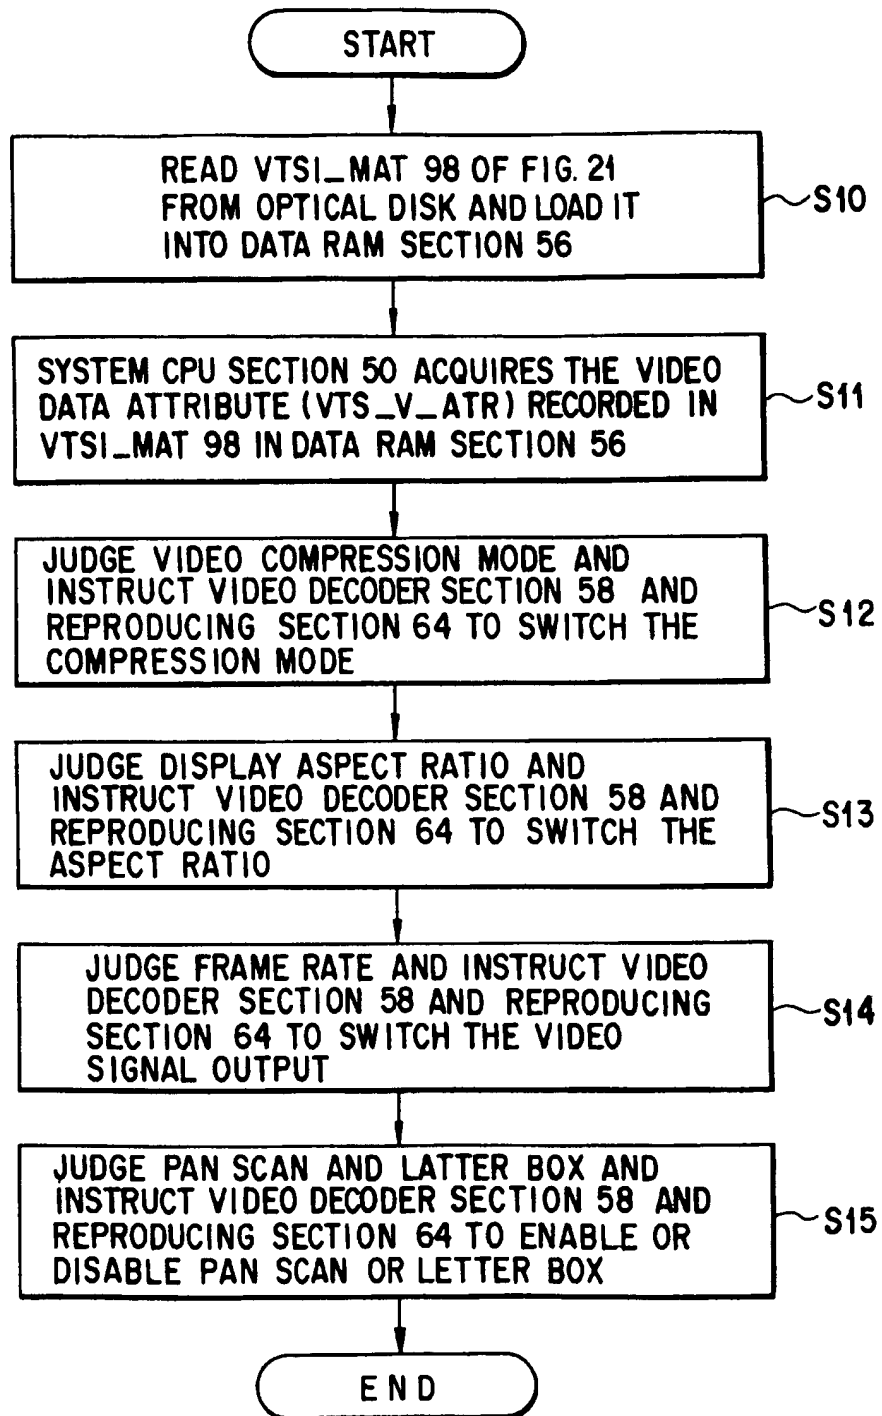 START
READ VTSI_MAT 98 OF FIG. 21
FROM OPTICAL DISK AND LOAD IT
INTO DATA RAM SECTION 56
S10
SYSTEM CPU SECTION 50 ACQUIRES THE VIDEO
DATA ATTRIBUTE (VTS_V_ATR) RECORDED IN
VTSI_MAT 98 IN DATA RAM SECTION 56
S11
JUDGE VIDEO COMPRESSION MODE AND
INSTRUCT VIDEO DECODER SECTION 58 AND
REPRODUCING SECTION 64 TO SWITCH THE
COMPRESSION MODE
S12
JUDGE DISPLAY ASPECT RATIO AND
INSTRUCT VIDEO DECODER SECTION 58 AND
REPRODUCING SECTION 64 TO SWITCH THE
ASPECT RATIO
S13
JUDGE FRAME RATE AND INSTRUCT VIDEO
DECODER SECTION 58 AND REPRODUCING
SECTION 64 TO SWITCH THE VIDEO
SIGNAL OUTPUT
S14
JUDGE PAN SCAN AND LATTER BOX AND
INSTRUCT VIDEO DECODER SECTION 58 AND
REPRODUCING SECTION 64 TO ENABLE OR
DISABLE PAN SCAN OR LETTER BOX
S15
END